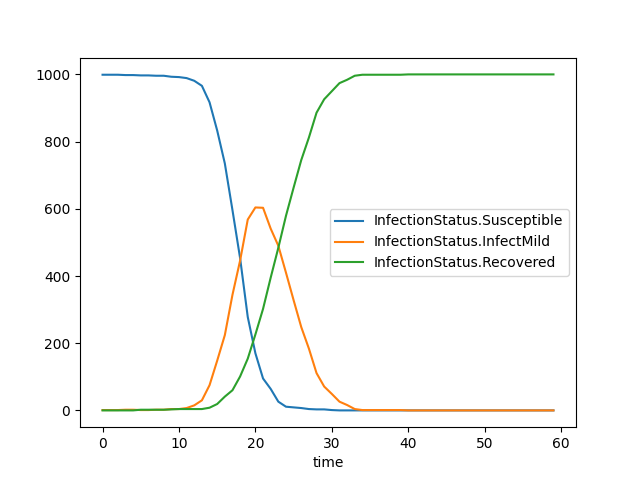 1000
800
600
400
200
0
InfectionStatus.Susceptible
InfectionStatus.InfectMild
InfectionStatus.Recovered
0 10 20 30 40 50 60
time